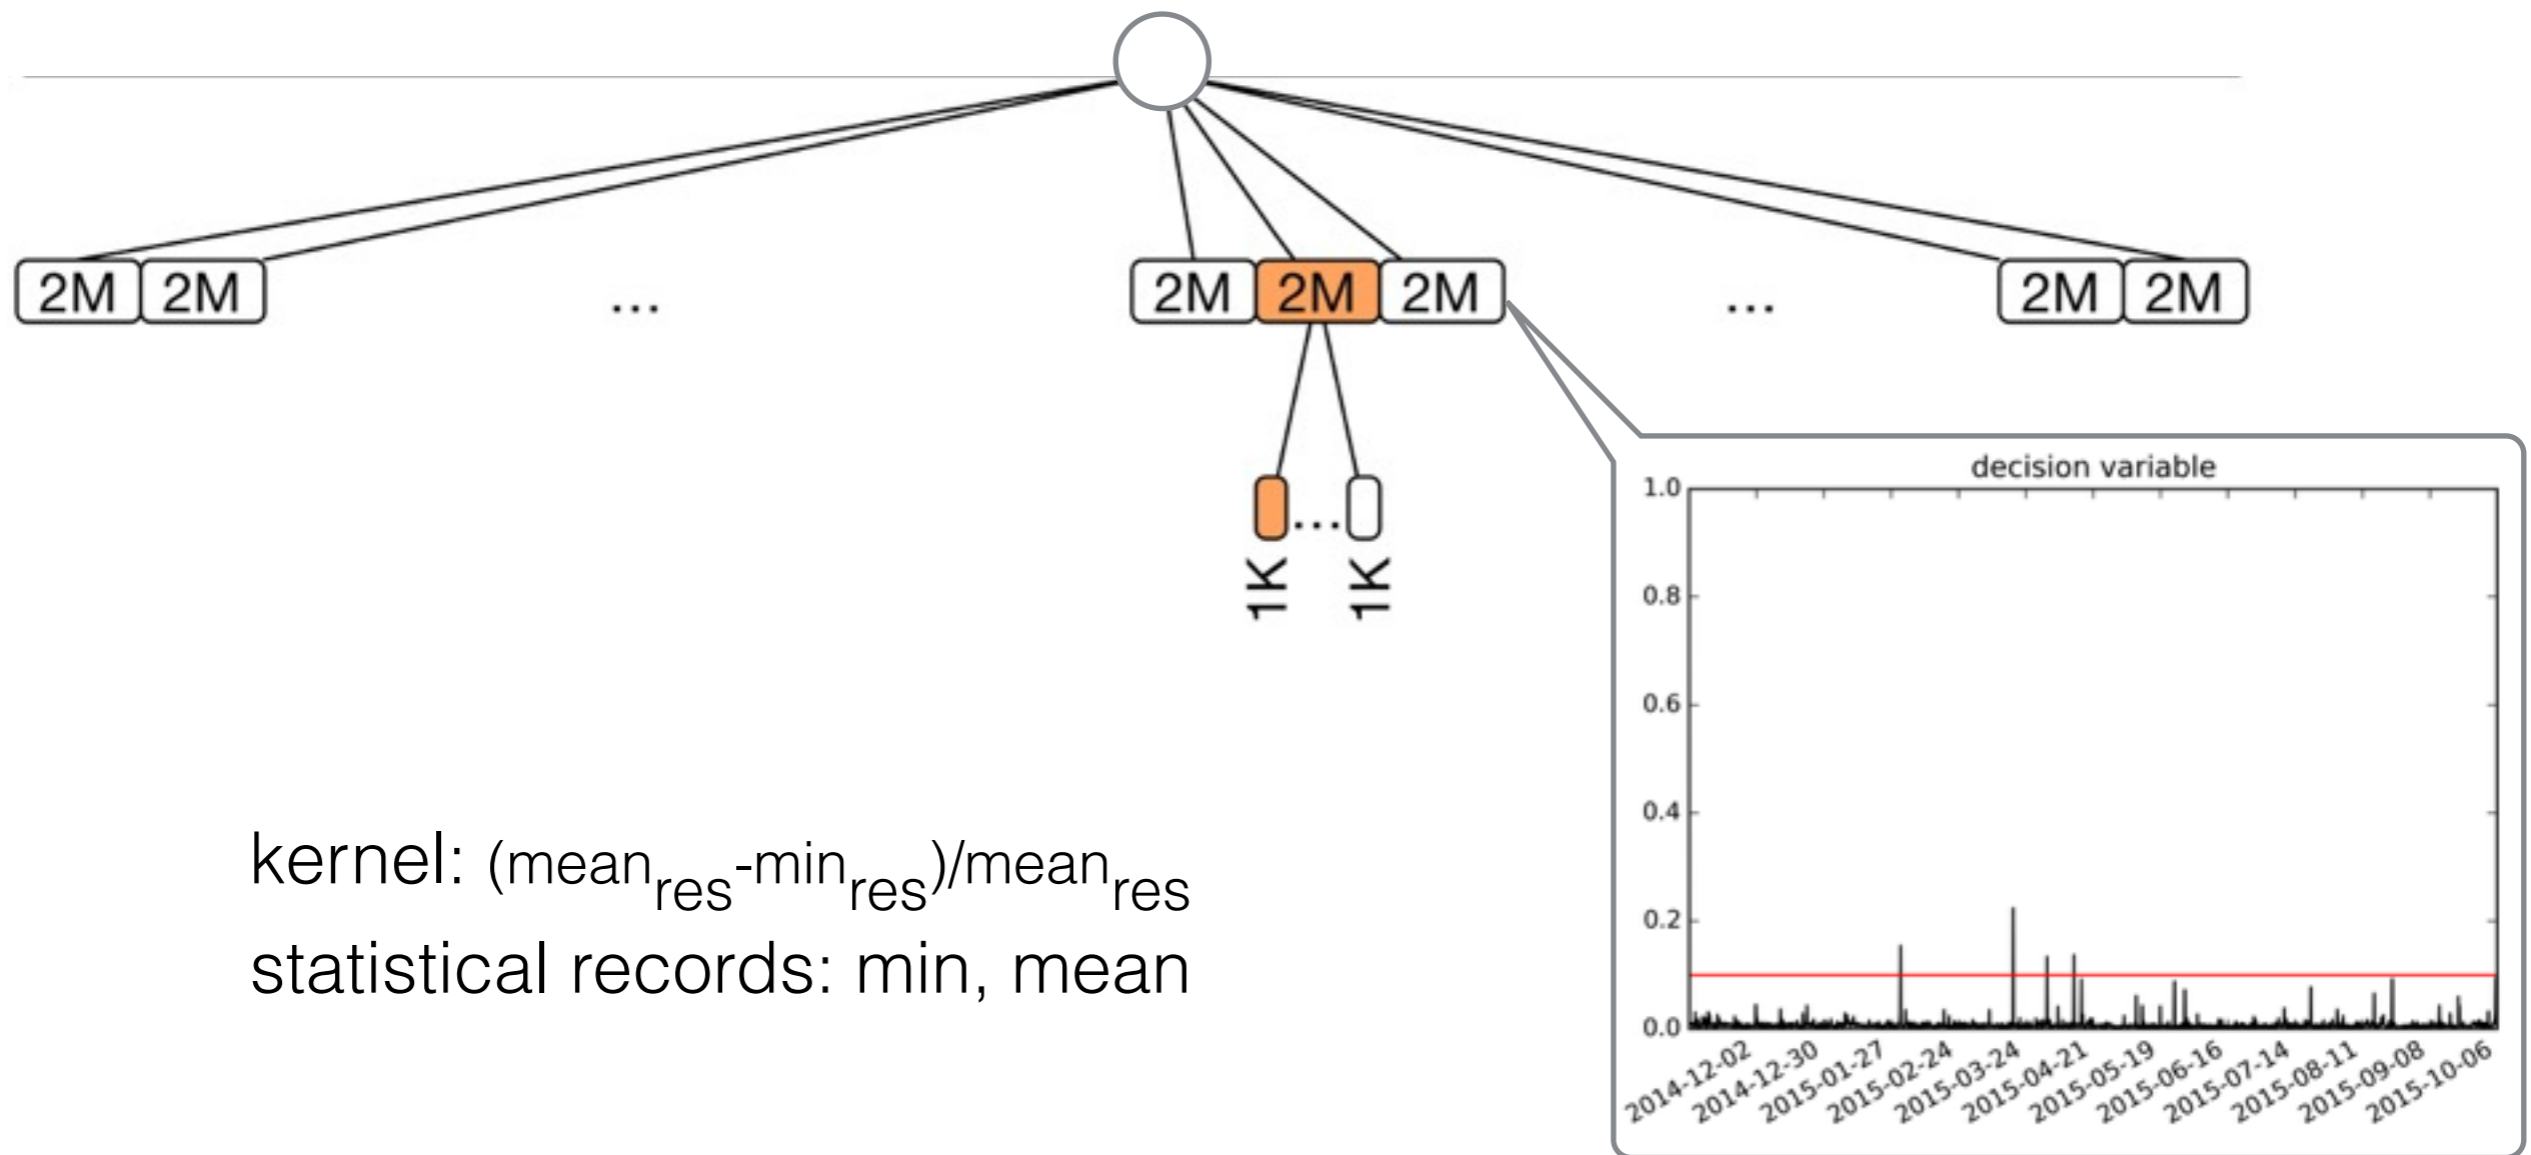 2M 2M ... 2M 2M 2M ... 2M 2M
... 
1K 1K
decision variable
1.0
0.8
0.6
0.4
0.2
0.0
2014-12-02 2014-12-30 2015-01-27 2015-02-24 2015-03-24 2015-04-21 2015-05-19 2015-06-16 2015-07-14 2015-08-11 2015-09-08 2015-10-06
kernel: (mean_res-min_res)/mean_res
statistical records: min, mean